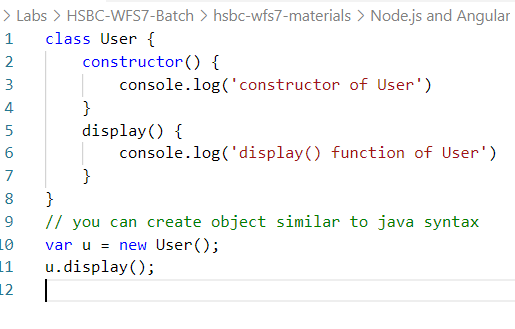 > Labs > HSBC-WFS7-Batch > hsbc-wfs7-materials > Node.js and Angular
1 class User {
2     constructor() {
3         console.log('constructor of User')
4     }
5     display() {
6         console.log('display() function of User')
7     }
8 }
9 // you can create object similar to java syntax
10 var u = new User();
11 u.display();
12